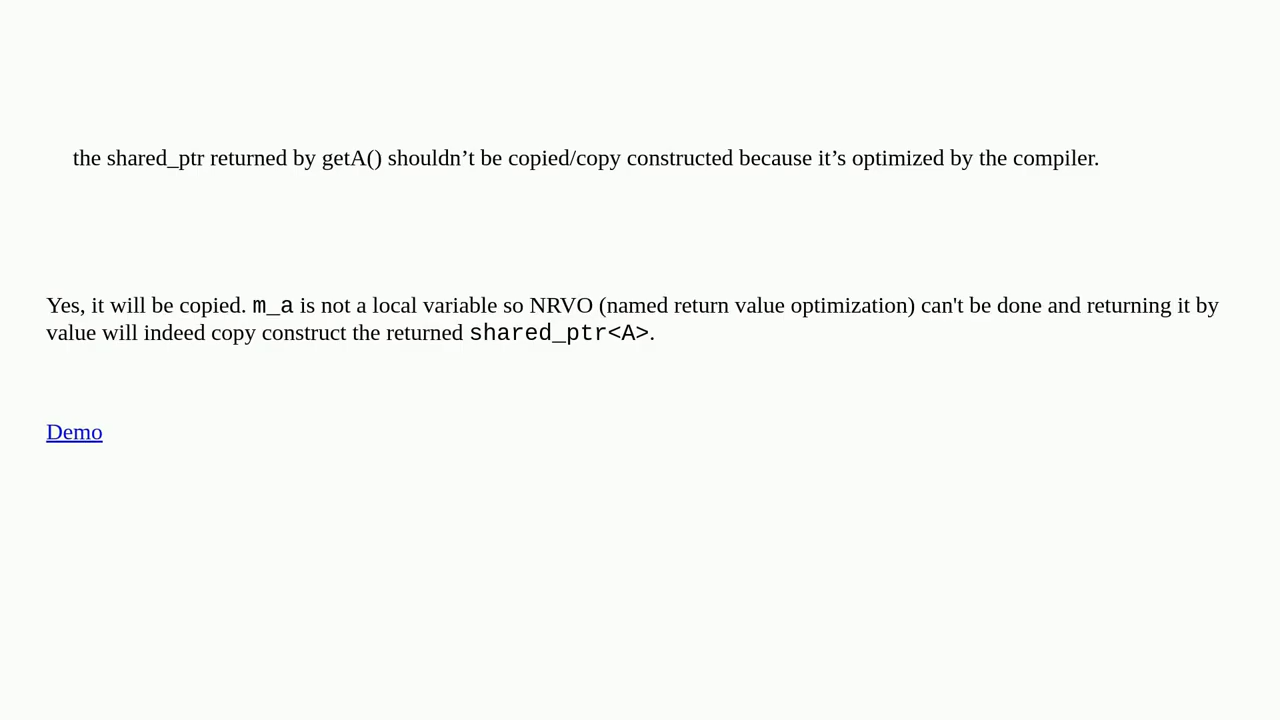 the shared_ptr returned by getA() shouldn’t be copied/copy constructed because it’s optimized by the compiler.
Yes, it will be copied. m_a is not a local variable so NRVO (named return value optimization) can't be done and returning it by
value will indeed copy construct the returned shared_ptr<A>.
Demo